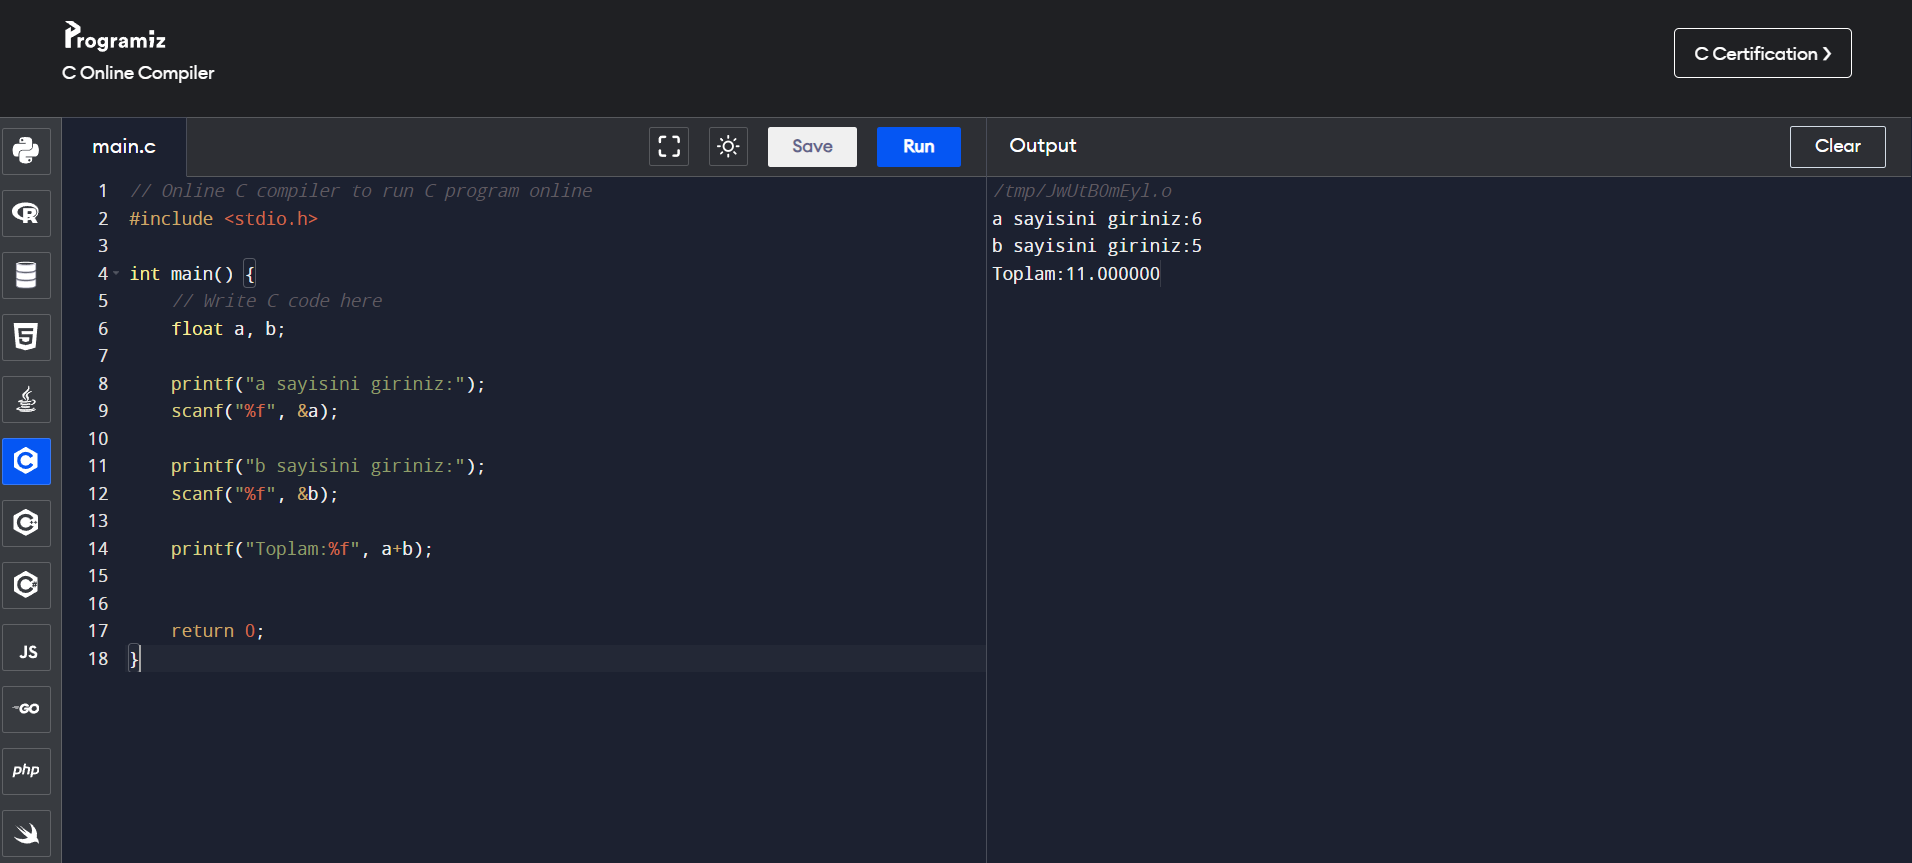 Programiz
C Online Compiler
C Certification ❯
main.c
Save
Run
Output
Clear
1 // Online C compiler to run C program online
2 #include <stdio.h>
3
4 int main() {
5 // Write C code here
6 float a, b;
7
8 printf("a sayisini giriniz:");
9 scanf("%f", &a);
10
11 printf("b sayisini giriniz:");
12 scanf("%f", &b);
13
14 printf("Toplam:%f", a+b);
15
16
17 return 0;
18 }
/tmp/JwUtBOmEyl.o
a sayisini giriniz:6
b sayisini giriniz:5
Toplam:11.000000
R
5
C
C++
C#
JS
GO
php